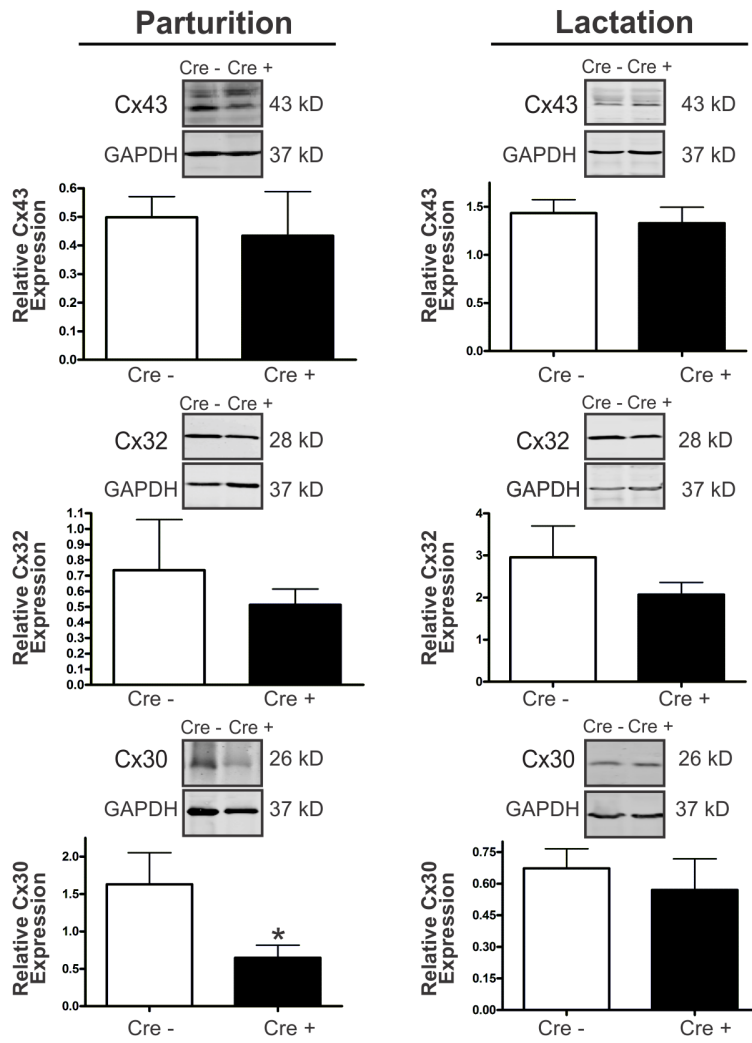 Parturition
Cre - Cre +
Cx43 43 kD
GAPDH 37 kD
Relative Cx43
Expression
0.6
0.5
0.4
0.3
0.2
0.1
0.0
Cre - Cre +
Cre - Cre +
Cx32 28 kD
GAPDH 37 kD
Relative Cx32
Expression
1.1
1.0
0.9
0.8
0.7
0.6
0.5
0.4
0.3
0.2
0.1
0.0
Cre - Cre +
Cre - Cre +
Cx30 26 kD
GAPDH 37 kD
Relative Cx30
Expression
2.0
1.5
1.0
0.5
0.0
*
Cre - Cre +
Lactation
Cre - Cre +
Cx43 43 kD
GAPDH 37 kD
Relative Cx43
Expression
1.5
1.0
0.5
0.0
Cre - Cre +
Cre - Cre +
Cx32 28 kD
GAPDH 37 kD
Relative Cx32
Expression
4
3
2
1
0
Cre - Cre +
Cre - Cre +
Cx30 26 kD
GAPDH 37 kD
Relative Cx30
Expression
0.75
0.60
0.45
0.30
0.15
0.00
Cre - Cre +